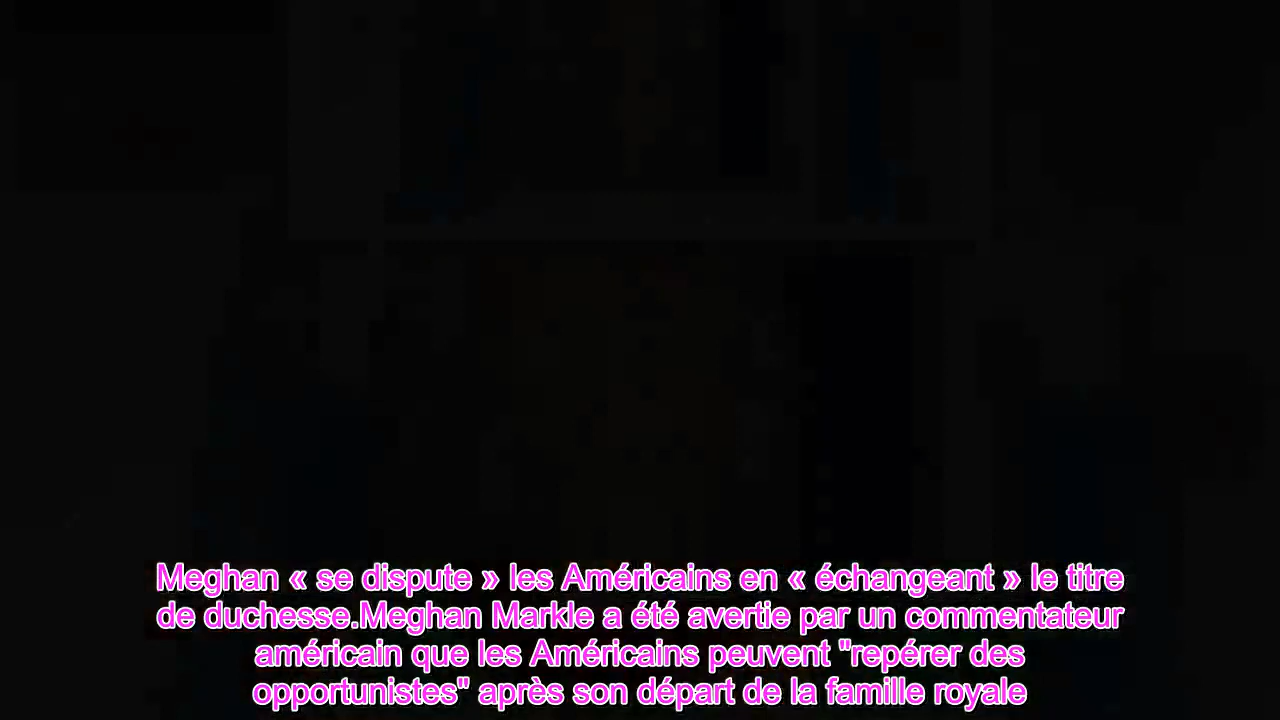 Meghan « se dispute » les Américains en « échangeant » le titre
de duchesse.Meghan Markle a été avertie par un commentateur
américain que les Américains peuvent "repérer des
opportunistes" après son départ de la famille royale